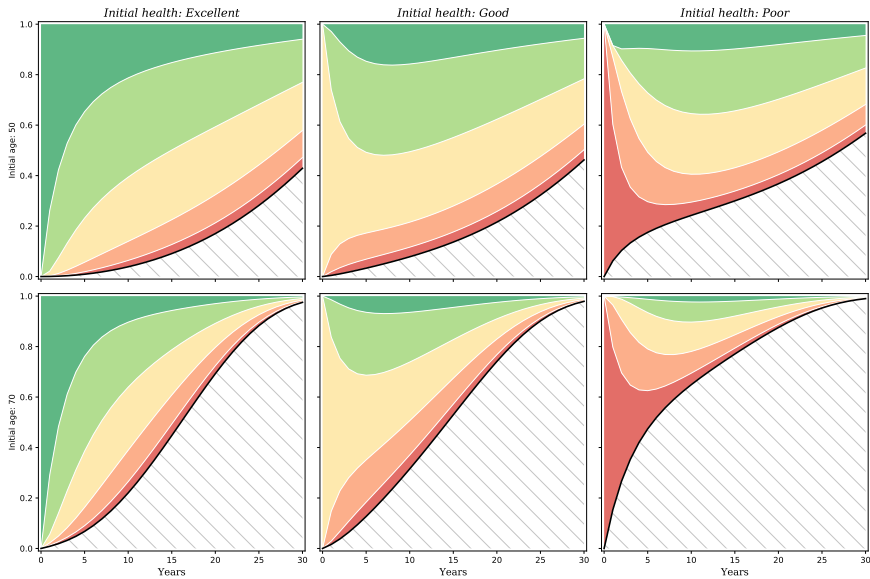 Initial health: Excellent
Initial health: Good
Initial health: Poor
Initial age: 50
1.0
0.8
0.6
0.4
0.2
0.0
Initial age: 70
1.0
0.8
0.6
0.4
0.2
0.0
0 5 10 15 20 25 30
0 5 10 15 20 25 30
0 5 10 15 20 25 30
Years
Years
Years